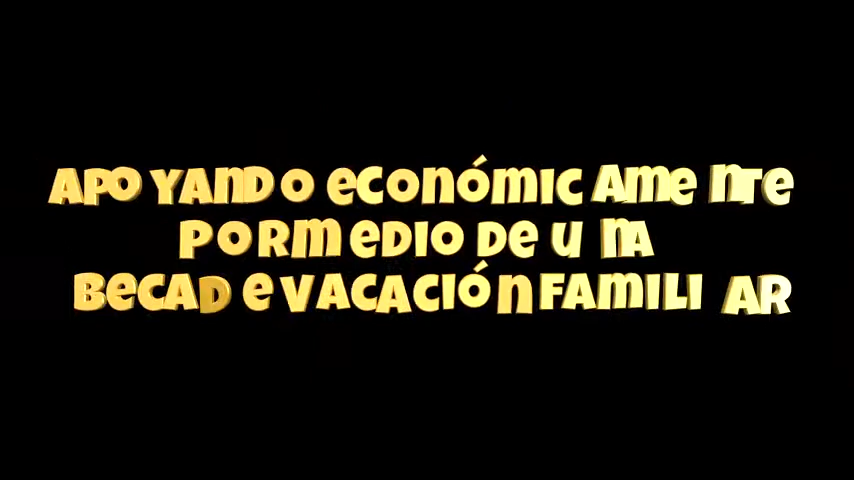 APOYANDO ECONÓMICAMENTE
POR MEDIO DE UNA
BECA DE VACACIÓN FAMILIAR